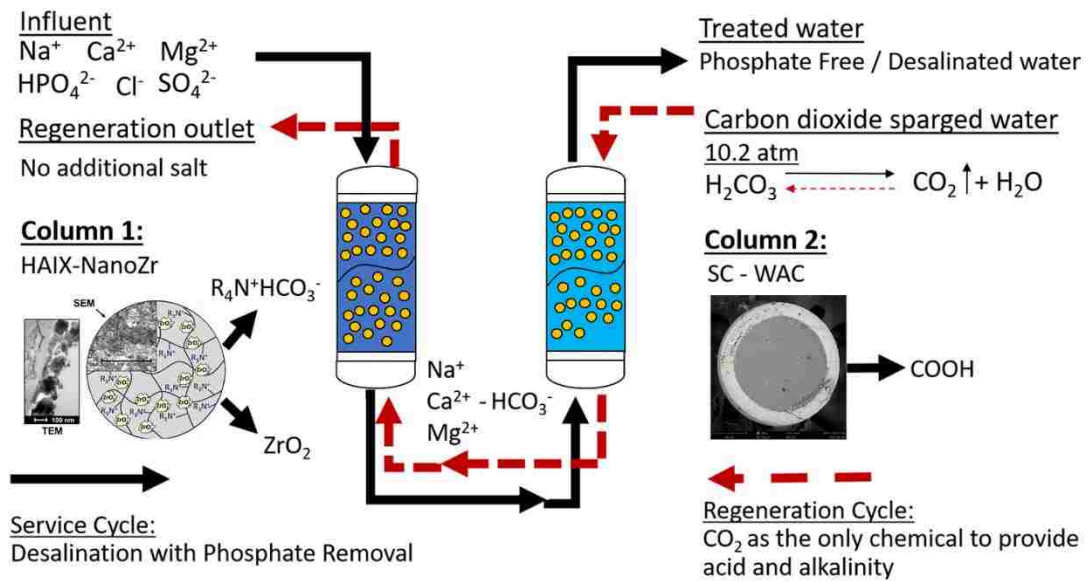 Influent
Na⁺ Ca²⁺ Mg²⁺
HPO₄²⁻ Cl⁻ SO₄²⁻
Regeneration outlet
No additional salt
Column 1:
HAIX-NanoZr
SEM
R₄N⁺HCO₃⁻
100 nm
TEM
ZrO₂
Service Cycle:
Desalination with Phosphate Removal
Na⁺
Ca²⁺ - HCO₃⁻
Mg²⁺
Treated water
Phosphate Free / Desalinated water
Carbon dioxide sparged water
10.2 atm
H₂CO₃ CO₂ ↑ + H₂O
Column 2:
SC - WAC
COOH
Regeneration Cycle:
CO₂ as the only chemical to provide
acid and alkalinity